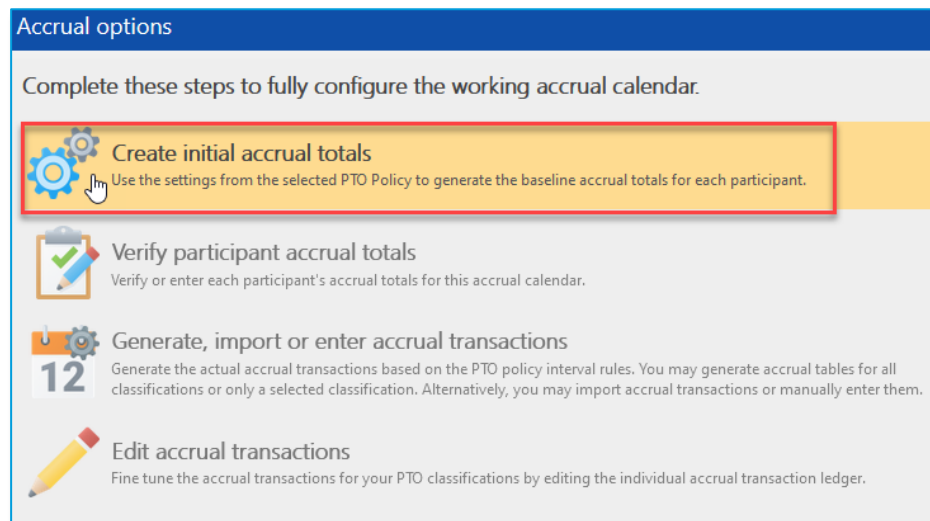 Accrual options
Complete these steps to fully configure the working accrual calendar.
Create initial accrual totals
Use the settings from the selected PTO Policy to generate the baseline accrual totals for each participant.
Verify participant accrual totals
Verify or enter each participant's accrual totals for this accrual calendar.
12
Generate, import or enter accrual transactions
Generate the actual accrual transactions based on the PTO policy interval rules. You may generate accrual tables for all
classifications or only a selected classification. Alternatively, you may import accrual transactions or manually enter them.
Edit accrual transactions
Fine tune the accrual transactions for your PTO classifications by editing the individual accrual transaction ledger.